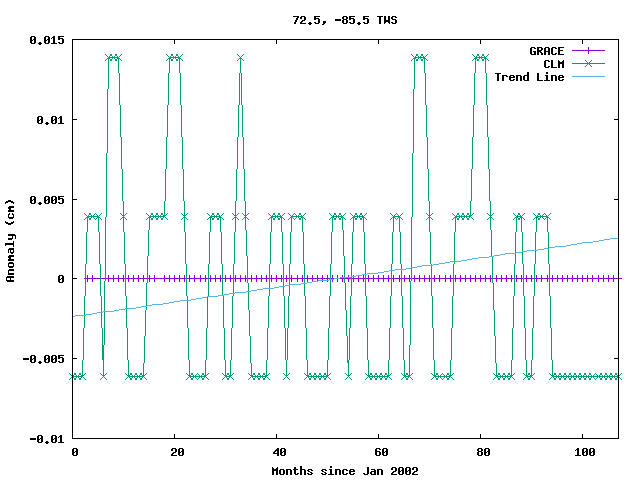 72.5, -85.5 TWS
GRACE
CLM
Trend Line
0.015
0.01
0.005
0
-0.005
-0.01
Anomaly (cm)
0 20 40 60 80 100
Months since Jan 2002